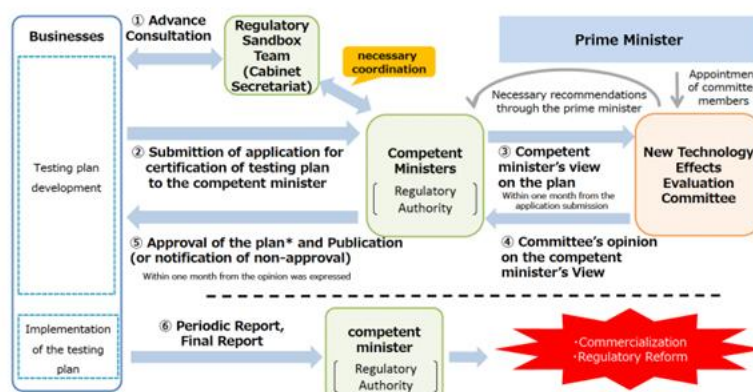 Businesses
① Advance
Consultation
Regulatory
Sandbox
Team
(Cabinet
Secretariat)
necessary
coordination
Prime Minister
Necessary recommendations
through the prime minister
Appointment
of committee
members
Testing plan
development
② Submission of application for
certification of testing plan
to the competent minister
Competent
Ministers
Regulatory
Authority
③ Competent
minister's view
on the plan
Within one month from the
application submission
New Technology
Effects
Evaluation
Committee
⑤ Approval of the plan* and Publication
(or notification of non-approval)
Within one month from the opinion was expressed
④ Committee's opinion
on the competent
minister's View
Implementation
of the testing
plan
⑥ Periodic Report,
Final Report
competent
minister
Regulatory
Authority
・Commercialization
・Regulatory Reform